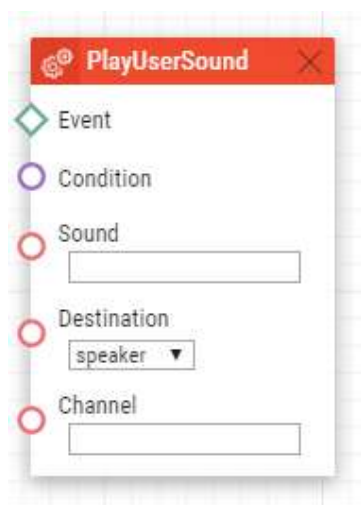 PlayUserSound
Event
Condition
Sound
Destination
speaker
Channel